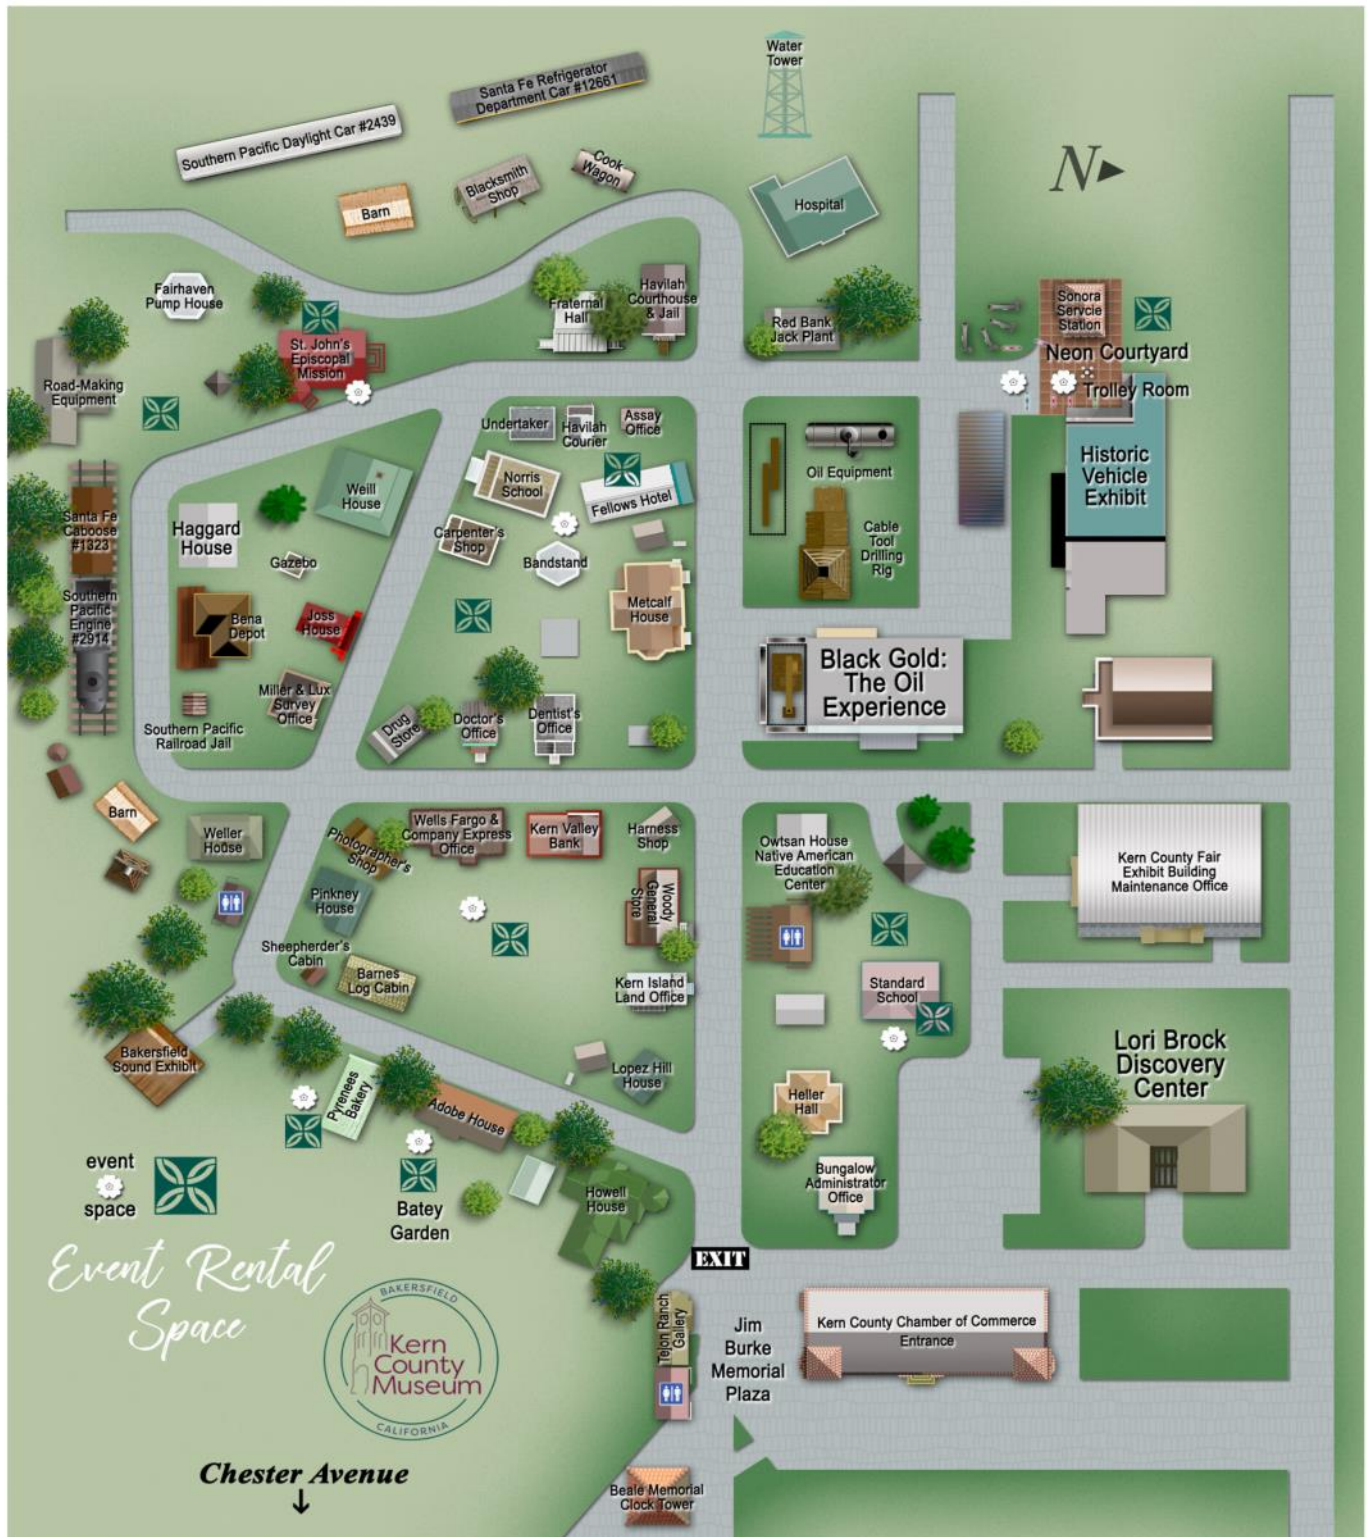 Water
Tower
Santa Fe Refrigerator
Department Car #12661
Southern Pacific Daylight Car #2439
Cook
Wagon
Blacksmith
Shop
Barn
Hospital
N
Fairhaven
Pump House
Fraternal
Hall
Havilah
Courthouse
& Jail
Red Bank
Jack Plant
Sonora
Servcie
Station
Neon Courtyard
Trolley Room
St. John's
Episcopal
Mission
Road-Making
Equipment
Undertaker
Havilah
Courier
Assay
Office
Oil Equipment
Historic
Vehicle
Exhibit
Weill
House
Norris
School
Fellows Hotel
Haggard
House
Carpenter's
Shop
Cable
Tool
Drilling
Rig
Santa Fe
Caboose
#1323
Gazebo
Bandstand
Southern
Pacific
Engine
#2914
Bena
Depot
Joss
House
Metcalf
House
Black Gold:
The Oil
Experience
Miller & Lux
Survey
Office
Southern Pacific
Railroad Jail
Drug
Store
Doctor's
Office
Dentist's
Office
Barn
Weller
House
Photographer's
Shop
Wells Fargo &
Company Express
Office
Kern Valley
Bank
Harness
Shop
Owtsan House
Native American
Education
Center
Kern County Fair
Exhibit Building
Maintenance Office
Pinkney
House
Woody
General
Store
Sheepherder's
Cabin
Barnes
Log Cabin
Kern Island
Land Office
Standard
School
Bakersfield
Sound Exhibit
Pyrenees
Bakery
Adobe House
Lopez Hill
House
Heller
Hall
Lori Brock
Discovery
Center
event
space
Batey
Garden
Howell
House
Bungalow
Administrator
Office
Event Rental
Space
EXIT
BAKERSFIELD
Kern
County
Museum
CALIFORNIA
Tejon Ranch
Gallery
Jim
Burke
Memorial
Plaza
Kern County Chamber of Commerce
Entrance
Chester Avenue
Beale Memorial
Clock Tower